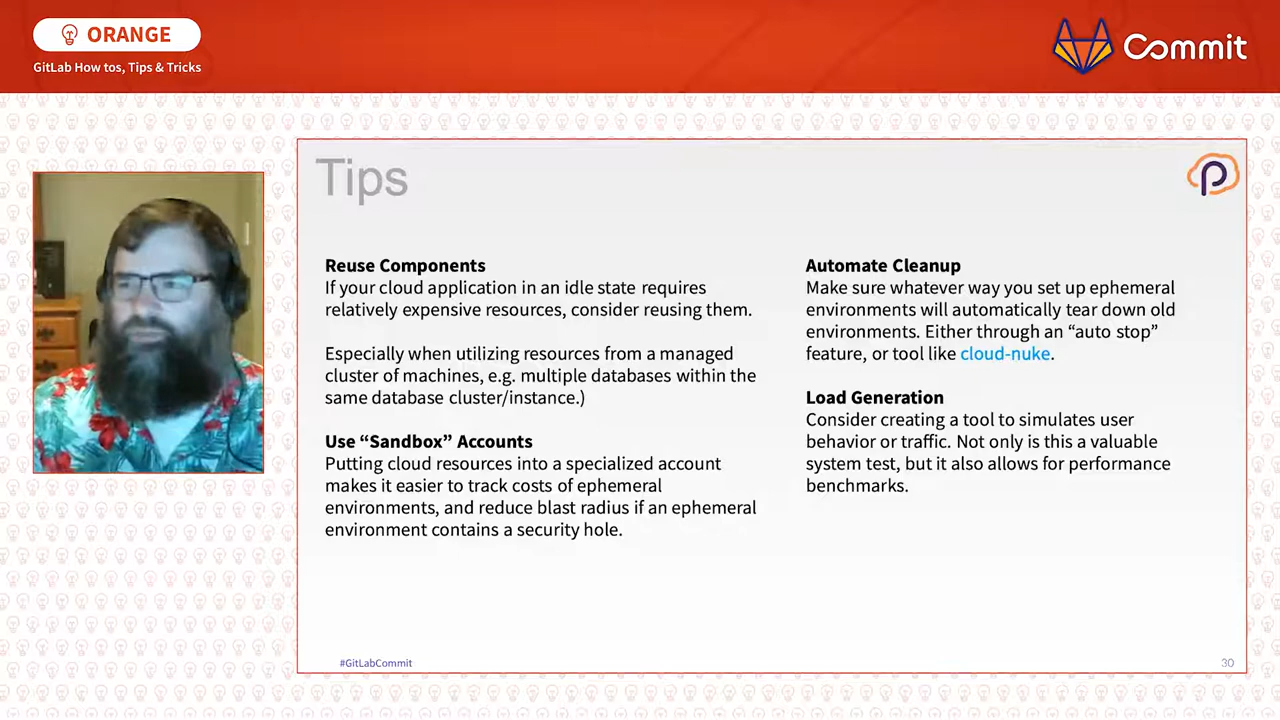 ORANGE
GitLab How tos, Tips & Tricks
Commit
Tips
Reuse Components
If your cloud application in an idle state requires
relatively expensive resources, consider reusing them.
Especially when utilizing resources from a managed
cluster of machines, e.g. multiple databases within the
same database cluster/instance.)
Use “Sandbox” Accounts
Putting cloud resources into a specialized account
makes it easier to track costs of ephemeral
environments, and reduce blast radius if an ephemeral
environment contains a security hole.
Automate Cleanup
Make sure whatever way you set up ephemeral
environments will automatically tear down old
environments. Either through an “auto stop”
feature, or tool like cloud-nuke.
Load Generation
Consider creating a tool to simulates user
behavior or traffic. Not only is this a valuable
system test, but it also allows for performance
benchmarks.
#GitLabCommit
30